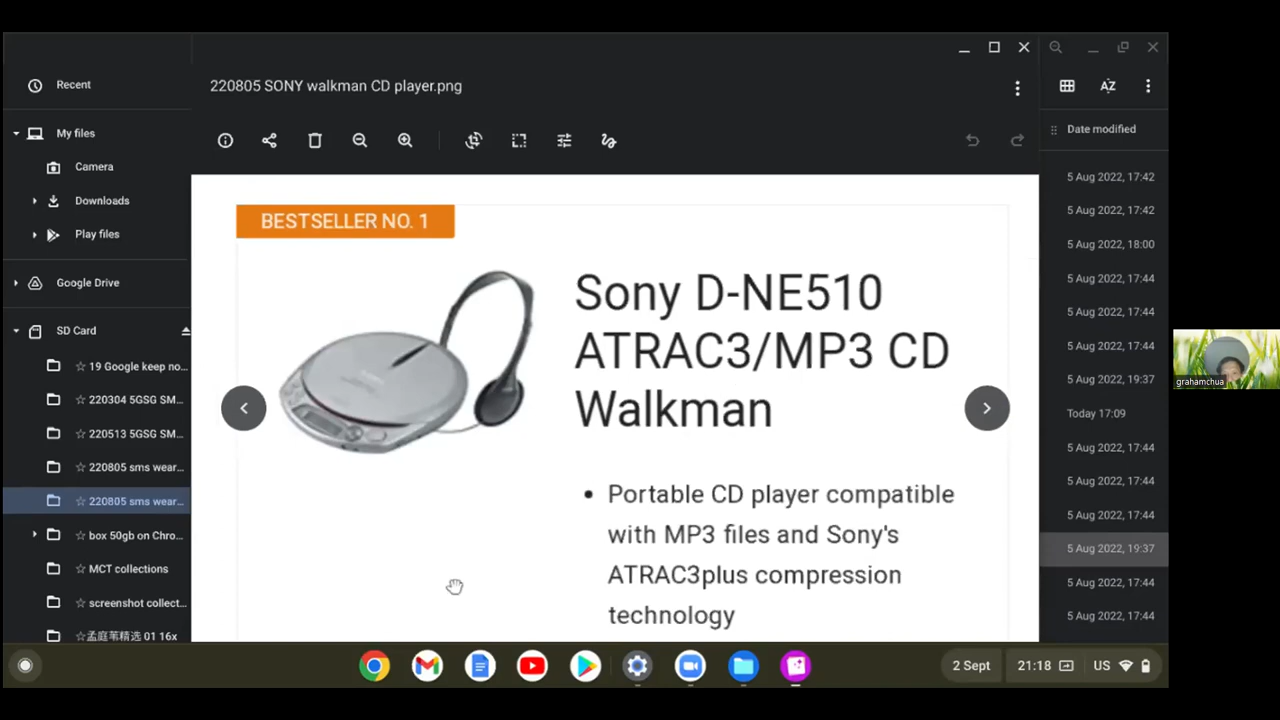 220805 SONY walkman CD player.png
Recent
My files
Camera
Downloads
Play files
Google Drive
SD Card
☆ 19 Google keep no...
☆ 220304 5GSG SM...
☆ 220513 5GSG SM...
☆ 220805 sms wear...
☆ 220805 sms wear...
☆ box 50gb on Chro...
☆ MCT collections
☆ screenshot collect...
☆孟庭苇精选 01 16x
BESTSELLER NO. 1
Sony D-NE510
ATRAC3/MP3 CD
Walkman
• Portable CD player compatible
with MP3 files and Sony's
ATRAC3plus compression
technology
AZ
Date modified
5 Aug 2022, 17:42
5 Aug 2022, 17:42
5 Aug 2022, 18:00
5 Aug 2022, 17:44
5 Aug 2022, 17:44
5 Aug 2022, 17:44
5 Aug 2022, 19:37
Today 17:09
5 Aug 2022, 17:44
5 Aug 2022, 17:44
5 Aug 2022, 17:44
5 Aug 2022, 19:37
5 Aug 2022, 17:44
5 Aug 2022, 17:44
grahamchua
2 Sept
21:18
US